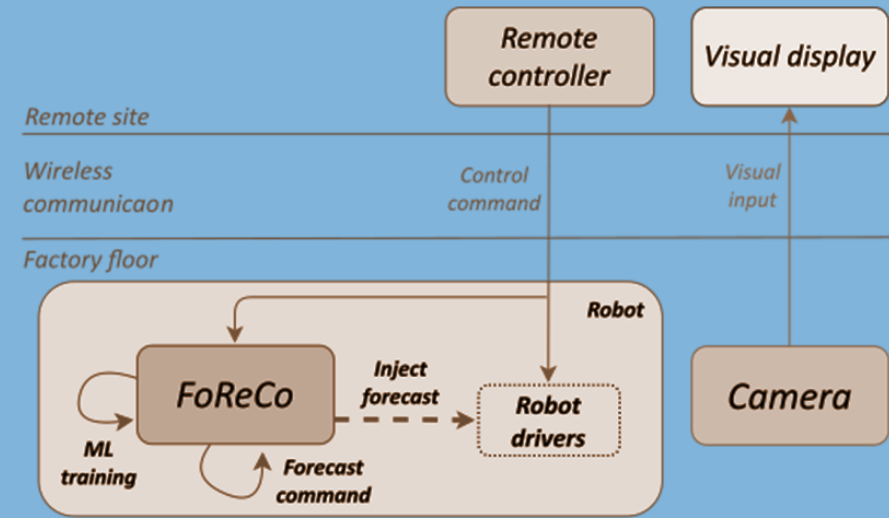 Remote
controller
Visual display
Remote site
Wireless
communicaon
Control
command
Visual
input
Factory floor
Robot
FoReCo
Inject
forecast
Robot
drivers
Camera
ML
training
Forecast
command